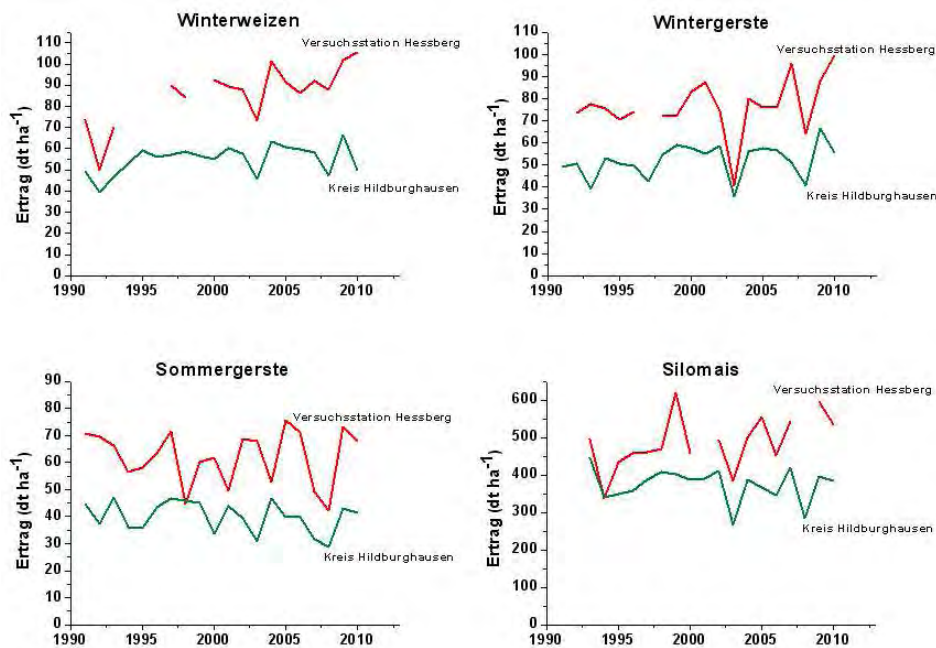 Winterweizen
Ertrag (dt ha⁻¹)
110
100
90
80
70
60
50
40
30
20
10
0
1990 1995 2000 2005 2010
Versuchsstation Hessberg
Kreis Hildburghausen
Wintergerste
Ertrag (dt ha⁻¹)
110
100
90
80
70
60
50
40
30
20
10
0
1990 1995 2000 2005 2010
Versuchsstation Hessberg
Kreis Hildburghausen
Sommergerste
Ertrag (dt ha⁻¹)
90
80
70
60
50
40
30
20
10
0
1990 1995 2000 2005 2010
Versuchsstation Hessberg
Kreis Hildburghausen
Silomais
Ertrag (dt ha⁻¹)
600
500
400
300
200
100
0
1990 1995 2000 2005 2010
Versuchsstation Hessberg
Kreis Hildburghausen